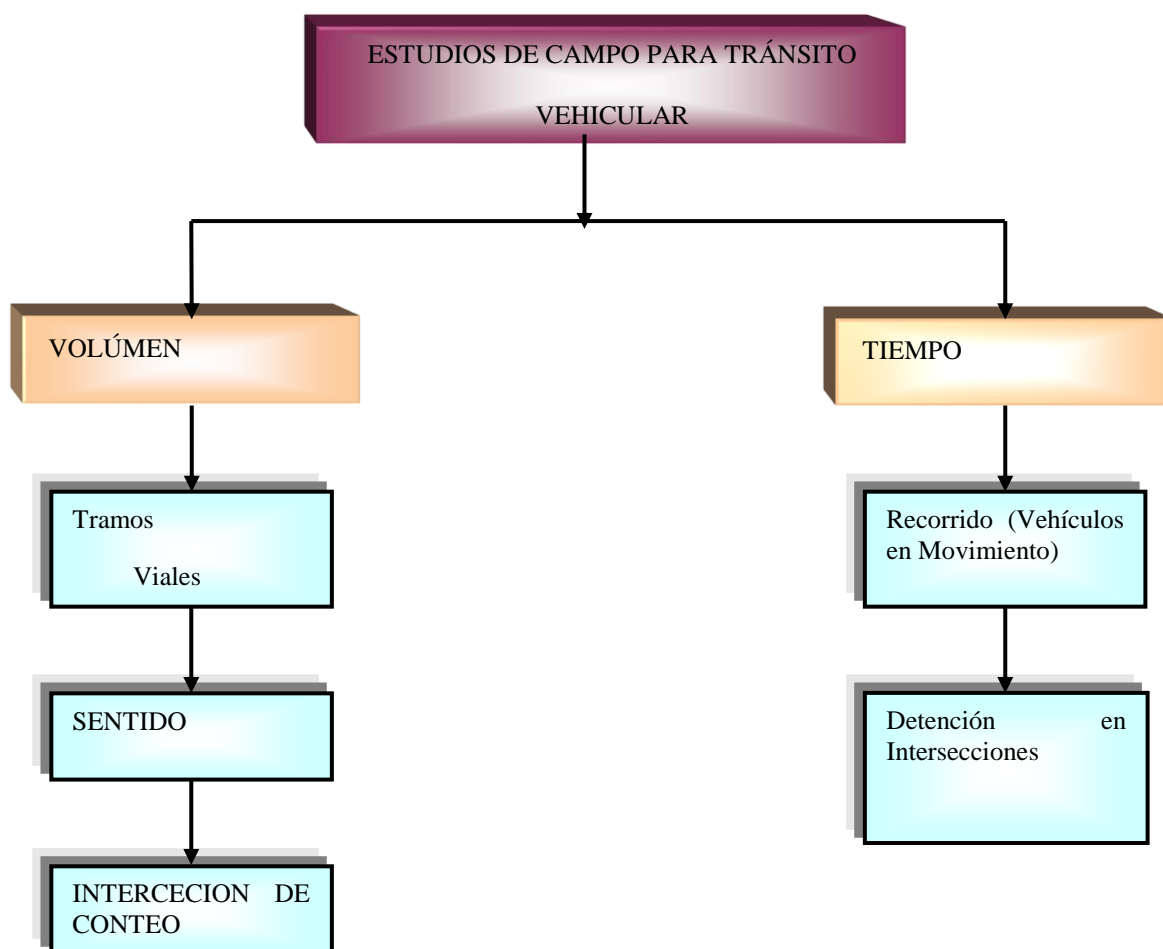 ESTUDIOS DE CAMPO PARA TRÁNSITO
VEHICULAR
VOLÚMEN
TIEMPO
Tramos
Viales
Recorrido (Vehículos
en Movimiento)
SENTIDO
Detención en
Intersecciones
INTERCECION DE
CONTEO